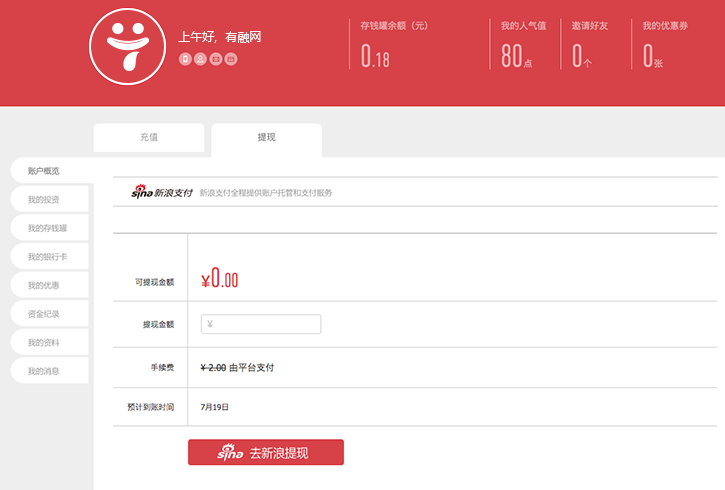 上午好，有融网
存钱罐余额（元）
0.18
我的人气值
80点
邀请好友
0个
我的优惠券
0张
充值
提现
账户概览
我的投资
我的存钱罐
我的银行卡
我的优惠
资金纪录
我的资料
我的消息
sina新浪支付 新浪支付全程提供账户托管和支付服务
可提现金额
¥0.00
提现金额
¥
手续费
¥ 2.00 由平台支付
预计到账时间
7月19日
sina 去新浪提现